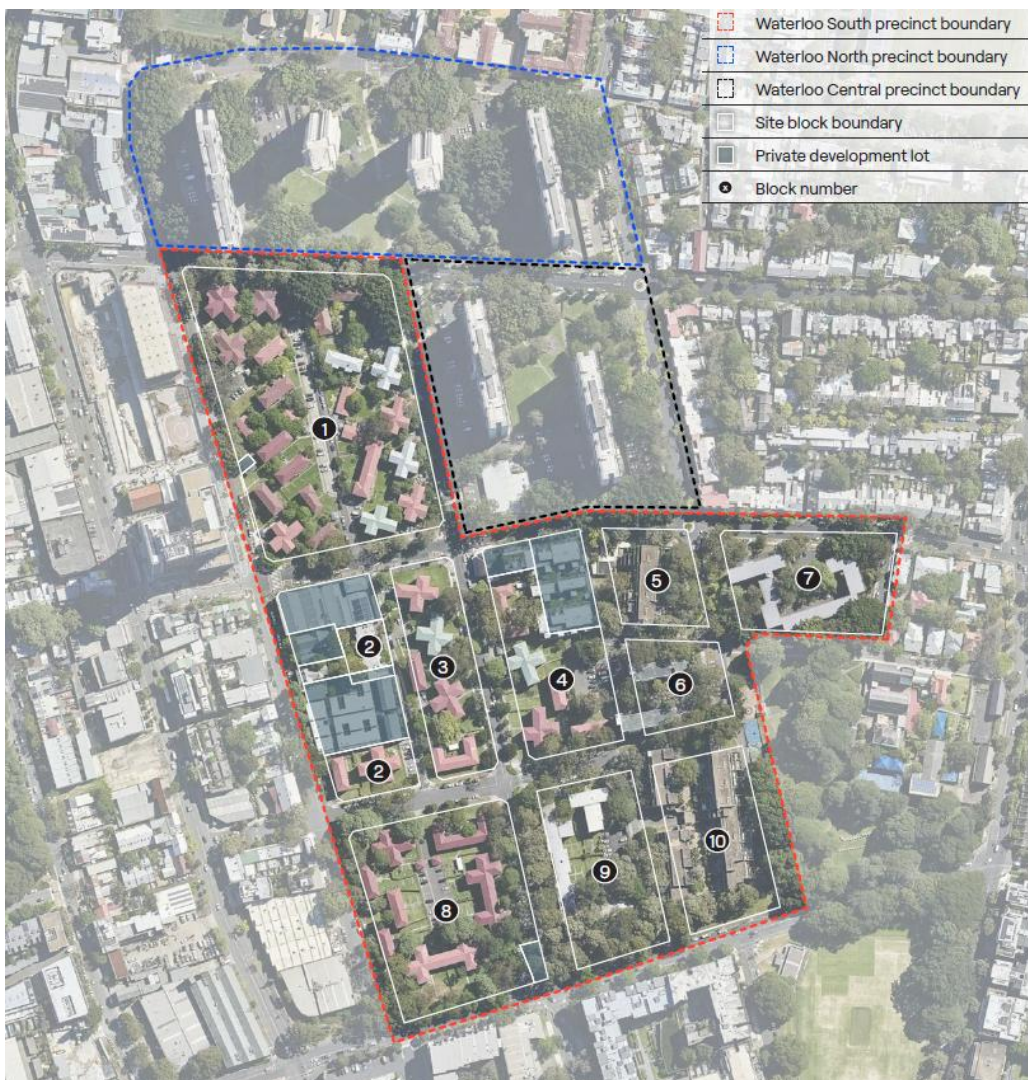 Waterloo South precinct boundary
Waterloo North precinct boundary
Waterloo Central precinct boundary
Site block boundary
Private development lot
x Block number
1
5
7
2
3
4
6
2
10
9
8